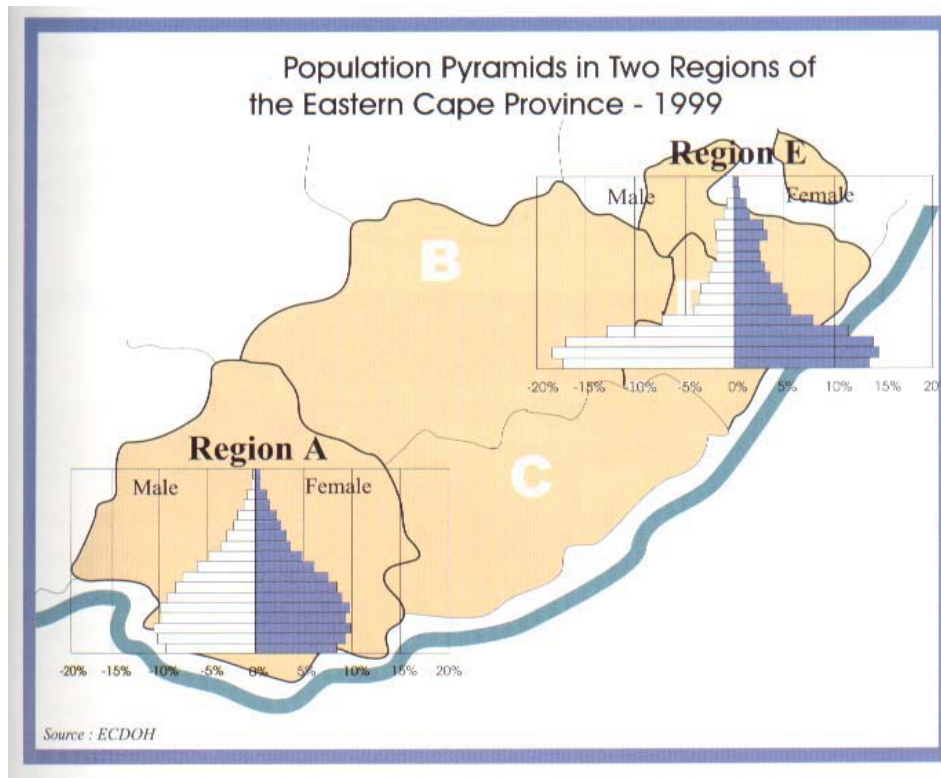 Population Pyramids in Two Regions of
the Eastern Cape Province - 1999
Region E
Male Female
B
-20% -15% -10% -5% 0% 5% 10% 15% 20
Region A
Male Female
C
-20% -15% -10% -5% 0% 5% 10% 15% 20%
Source : ECDOH